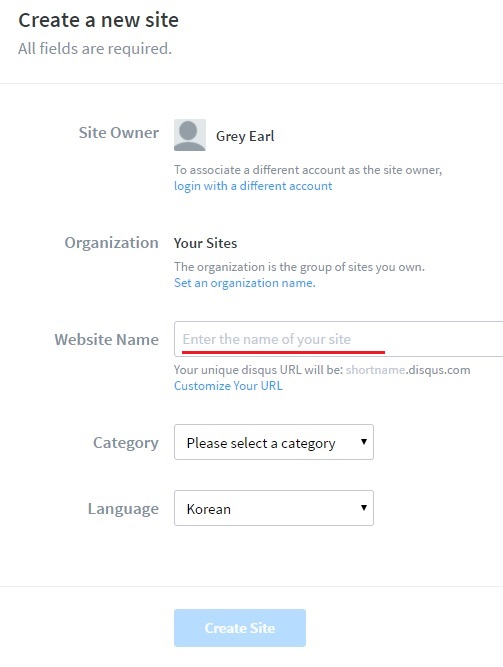 Create a new site
All fields are required.
Site Owner
Grey Earl
To associate a different account as the site owner,
login with a different account
Organization
Your Sites
The organization is the group of sites you own.
Set an organization name.
Website Name
Enter the name of your site
Your unique disqus URL will be: shortname.disqus.com
Customize Your URL
Category
Please select a category
Language
Korean
Create Site